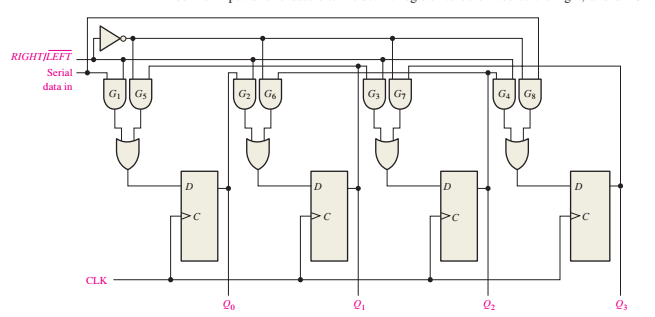 RIGHT/LEFT
Serial
data in
G1 G5 G2 G6 G3 G7 G4 G8
D D D D
C C C C
CLK
Q0 Q1 Q2 Q3